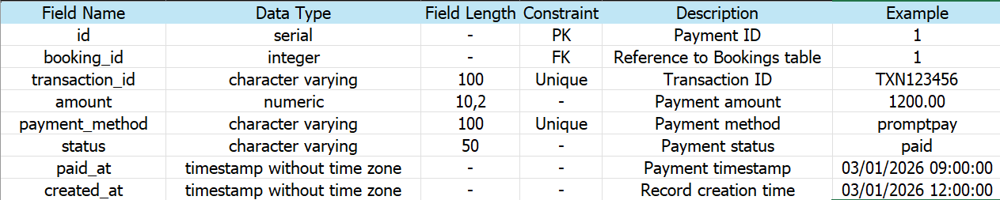 Field Name Data Type Field Length Constraint Description Example
id serial - PK Payment ID 1
booking_id integer - FK Reference to Bookings table 1
transaction_id character varying 100 Unique Transaction ID TXN123456
amount numeric 10,2 - Payment amount 1200.00
payment_method character varying 100 Unique Payment method promptpay
status character varying 50 - Payment status paid
paid_at timestamp without time zone - - Payment timestamp 03/01/2026 09:00:00
created_at timestamp without time zone - - Record creation time 03/01/2026 12:00:00